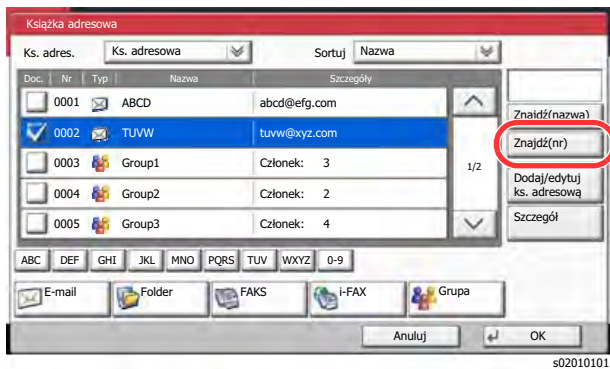 Książka adresowa
Ks. adres. Ks. adresowa Sortuj Nazwa
Doc. Nr Typ Nazwa Szczegóły
0001 ABCD abcd@efg.com
0002 TUVW tuvw@xyz.com
0003 Group1 Członek: 3
0004 Group2 Członek: 2
0005 Group3 Członek: 4
1/2
Znajdź(nazwa)
Znajdź(nr)
Dodaj/edytuj
ks. adresową
Szczegół
ABC DEF GHI JKL MNO PQRS TUV WXYZ 0-9
E-mail Folder FAKS i-FAX Grupa
Anuluj OK
s02010101